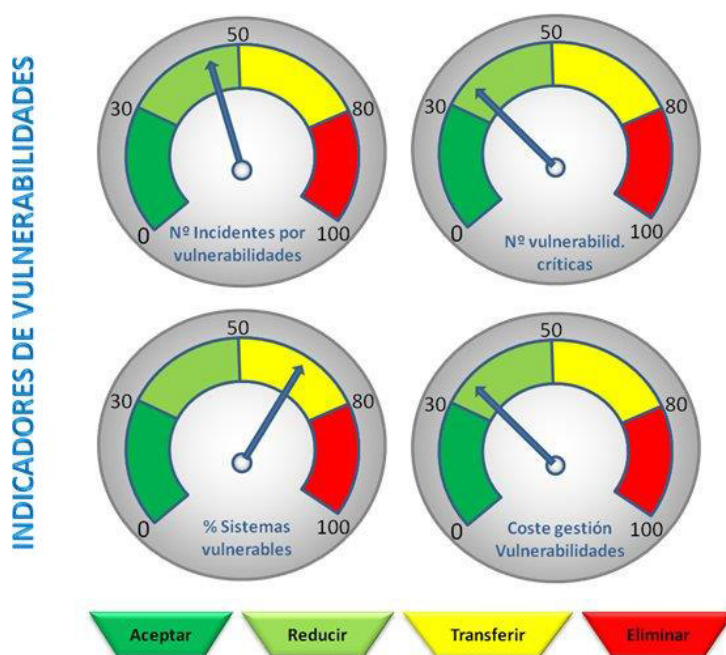 INDICADORES DE VULNERABILIDADES
50
30
80
0
100
Nº Incidentes por
vulnerabilidades
50
30
80
0
100
Nº vulnerabilid.
críticas
50
30
80
0
100
% Sistemas
vulnerables
50
30
80
0
100
Coste gestión
Vulnerabilidades
Aceptar
Reducir
Transferir
Eliminar